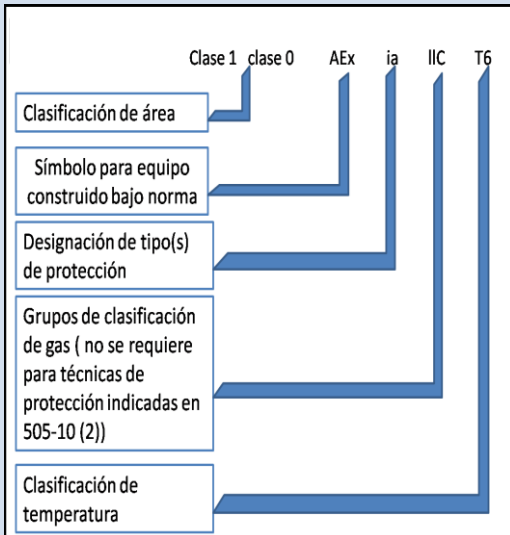 Clase 1 clase 0 AEx ia IIC T6
Clasificación de área
Símbolo para equipo
construido bajo norma
Designación de tipo(s)
de protección
Grupos de clasificación
de gas ( no se requiere
para técnicas de
protección indicadas en
505-10 (2))
Clasificación de
temperatura